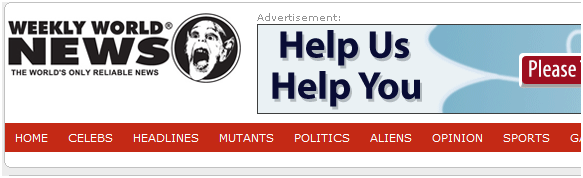 WEEKLY WORLD®
NEWS
THE WORLD'S ONLY RELIABLE NEWS
Advertisement:
Help Us
Help You
Please
HOME CELEBS HEADLINES MUTANTS POLITICS ALIENS OPINION SPORTS